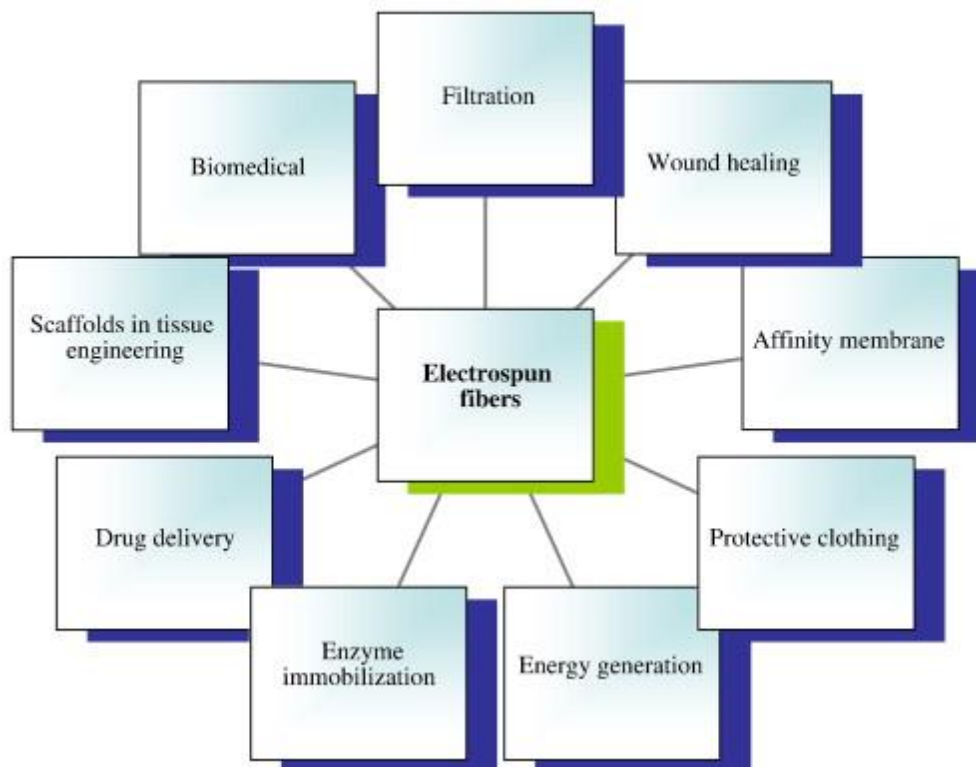 Filtration
Biomedical
Wound healing
Scaffolds in tissue
engineering
Electrospun
fibers
Affinity membrane
Drug delivery
Protective clothing
Enzyme
immobilization
Energy generation